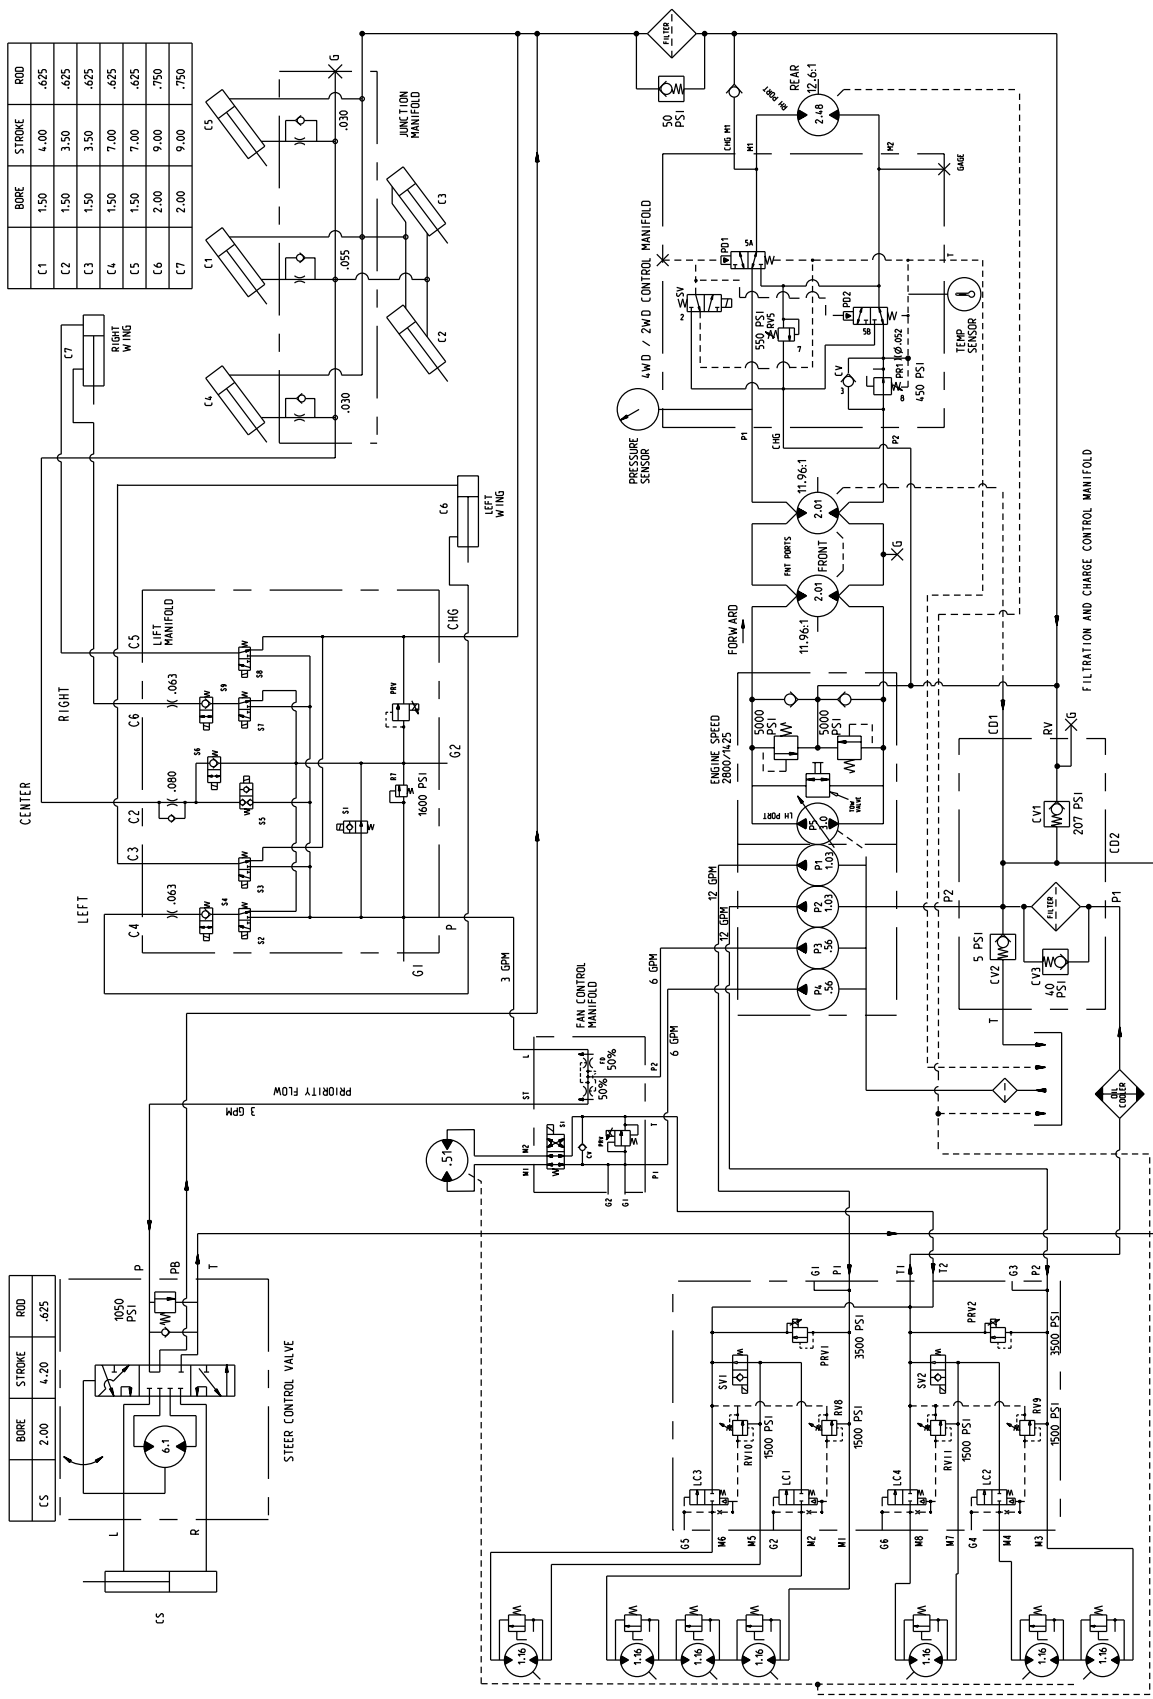 BORE STROKE ROD
C1 1.50 4.00 .625
C2 1.50 3.50 .625
C3 1.50 3.50 .625
C4 1.50 7.00 .625
C5 1.50 7.00 .625
C6 2.00 9.00 .750
C7 2.00 9.00 .750
C7
RIGHT
WING
C4
C1
C5
C2
C3
G
.030
.055
.030
JUNCTION
MANIFOLD
C6
LEFT
WING
LEFT
CENTER
RIGHT
C4
C3
C2
C6
C5
LIFT
MANIFOLD
.063
.080
.063
S2
S4
S3
S5
S6
S7
S9
S8
S1
R7
1600 PSI
PRV
G1
P
G2
CHG
3 GPM
PRIORITY FLOW
3 GPM
FAN CONTROL
MANIFOLD
ST
L
FD
50%
50%
P2
6 GPM
6 GPM
.51
M1
M2
S1
CV
PRV
G2
G1
P1
T
BORE STROKE ROD
CS 2.00 4.20 .625
STEER CONTROL VALVE
6.1
1050
PSI
P
PB
T
L
R
CS
FILTER
50
PSI
CHG M1
M1
RH PORT
REAR
12.6:1
2.48
M2
GAGE
4WD / 2WD CONTROL MANIFOLD
PD1
5A
SV
2
550 PSI
RV5
7
PD2
5B
CV
3
PR1
Ø.052
8
450 PSI
T
TEMP
SENSOR
PRESSURE
SENSOR
P1
CHG
P2
11.96:1
2.01
FNT PORTS
FRONT
2.01
11.96:1
G
FORWARD
ENGINE SPEED
2800/1425
5000
PSI
5000
PSI
TOW
VALVE
LH PORT
P5
3.0
P1
1.03
P2
1.03
P3
.56
P4
.56
12 GPM
12 GPM
FILTRATION AND CHARGE CONTROL MANIFOLD
CD1
RV
G
CV1
207 PSI
CD2
P2
P1
FILTER
5 PSI
CV2
CV3
40
PSI
T
OIL
COOLER
G1
P1
T1
T2
G3
P2
PRV1
3500 PSI
PRV2
3500 PSI
SV1
SV2
RV10
1500 PSI
RV8
1500 PSI
RV11
1500 PSI
RV9
1500 PSI
LC3
LC1
LC4
LC2
G5
M6
M5
G2
M2
M1
G6
M8
M7
G4
M4
M3
1.16
1.16
1.16
1.16
1.16
1.16
1.16